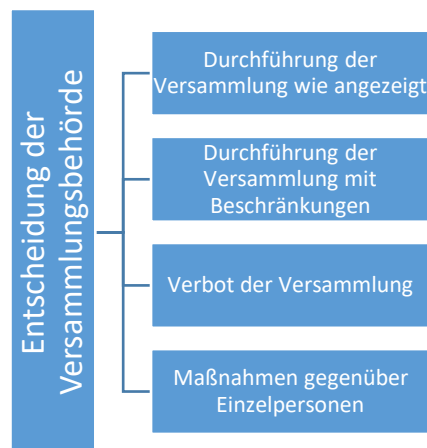 Entscheidung der
Versammlungsbehörde
Durchführung der
Versammlung wie angezeigt
Durchführung der
Versammlung mit
Beschränkungen
Verbot der Versammlung
Maßnahmen gegenüber
Einzelpersonen